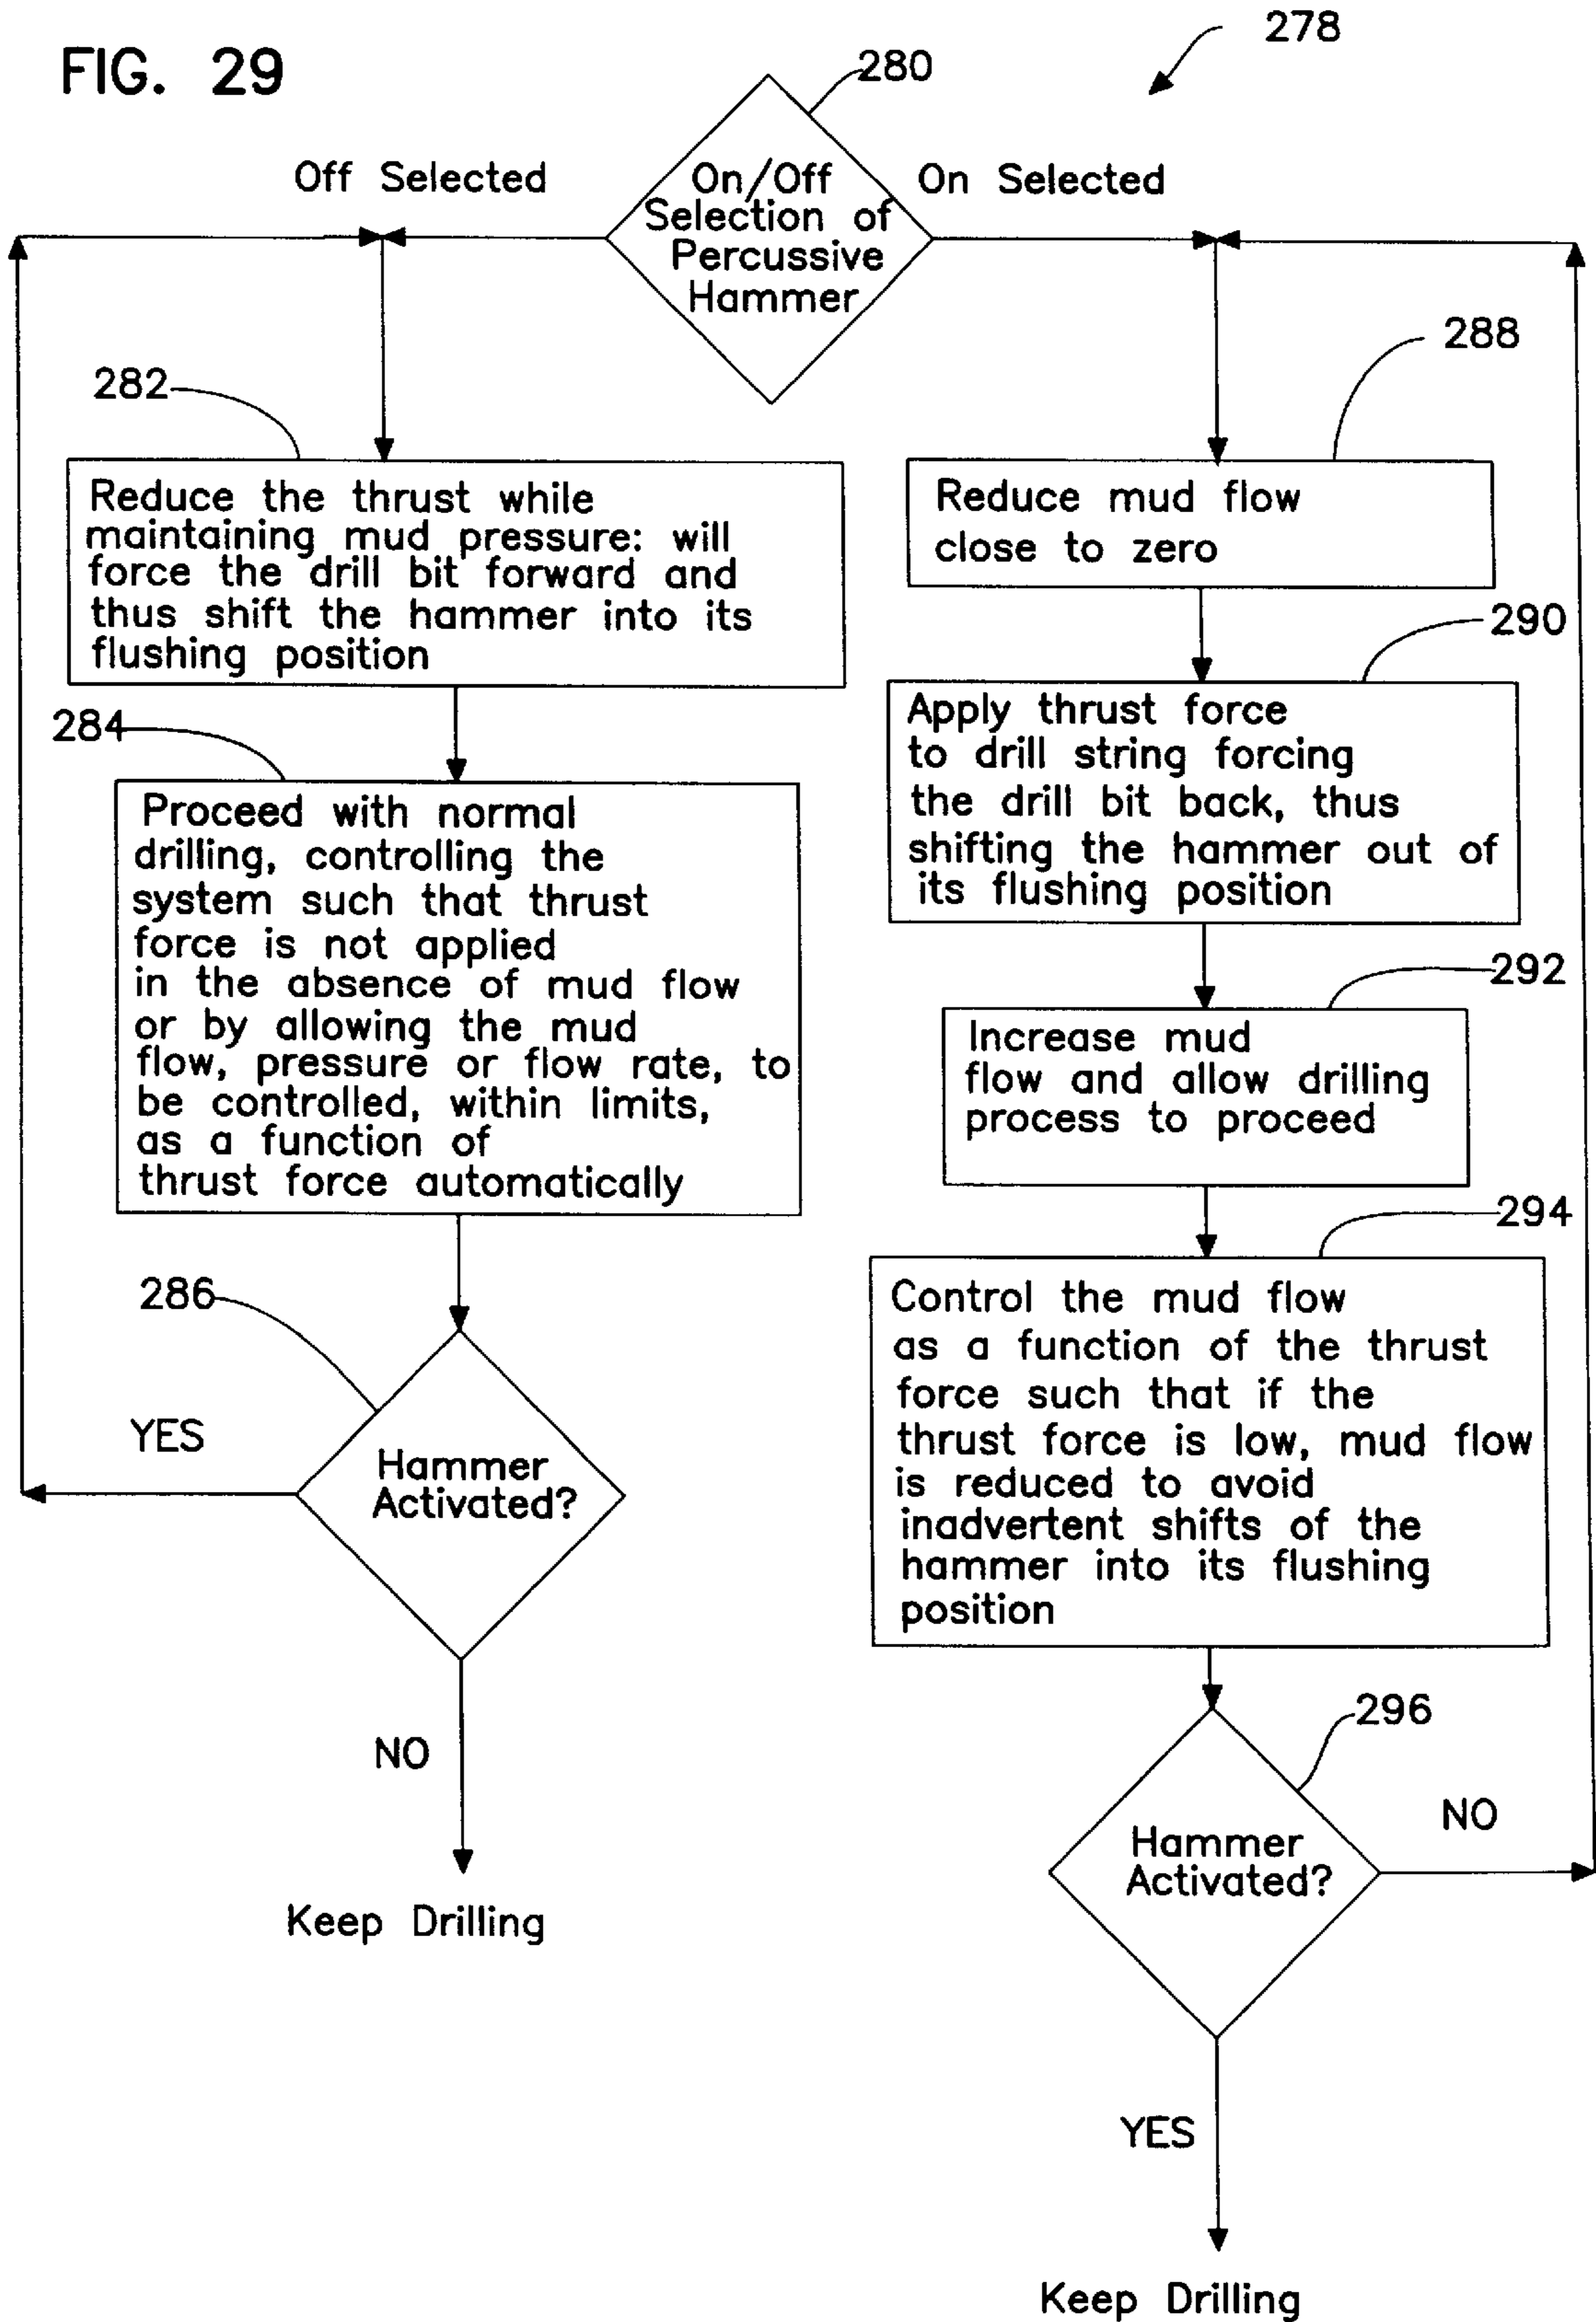 FIG. 29
278
280
Off Selected
On/Off
Selection of
Percussive
Hammer
On Selected
282
Reduce the thrust while
maintaining mud pressure: will
force the drill bit forward and
thus shift the hammer into its
flushing position
284
Proceed with normal
drilling, controlling the
system such that thrust
force is not applied
in the absence of mud flow
or by allowing the mud
flow, pressure or flow rate, to
be controlled, within limits,
as a function of
thrust force automatically
286
YES
Hammer
Activated?
NO
Keep Drilling
288
Reduce mud flow
close to zero
290
Apply thrust force
to drill string forcing
the drill bit back, thus
shifting the hammer out of
its flushing position
292
Increase mud
flow and allow drilling
process to proceed
294
Control the mud flow
as a function of the thrust
force such that if the
thrust force is low, mud flow
is reduced to avoid
inadvertent shifts of the
hammer into its flushing
position
296
Hammer
Activated?
NO
YES
Keep Drilling